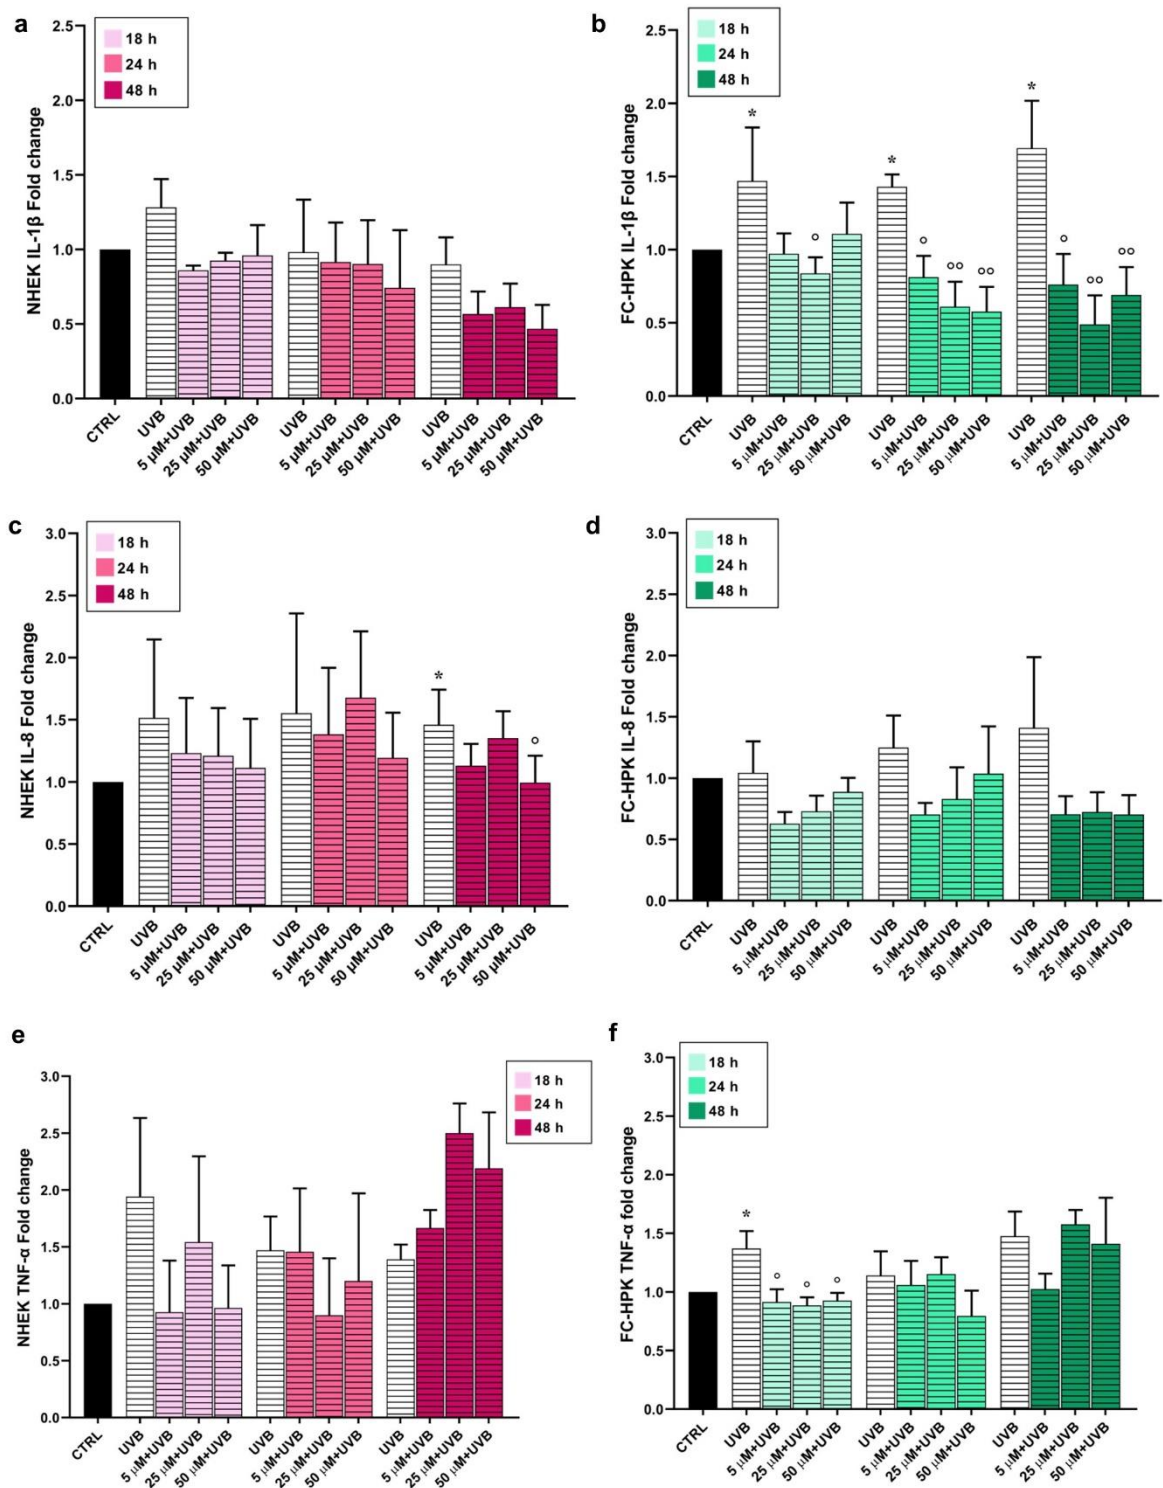 a
18 h
24 h
48 h
NHEK IL-1β Fold change
2.5
2.0
1.5
1.0
0.5
0.0
CTRL
UVB
5 µM+UVB
25 µM+UVB
50 µM+UVB
UVB
5 µM+UVB
25 µM+UVB
50 µM+UVB
UVB
5 µM+UVB
25 µM+UVB
50 µM+UVB
b
18 h
24 h
48 h
FC-HPK IL-1β Fold change
2.5
2.0
1.5
1.0
0.5
0.0
*
°
*
°
°°
°°
*
°
°°
°°
CTRL
UVB
5 µM+UVB
25 µM+UVB
50 µM+UVB
UVB
5 µM+UVB
25 µM+UVB
50 µM+UVB
UVB
5 µM+UVB
25 µM+UVB
50 µM+UVB
c
18 h
24 h
48 h
NHEK IL-8 Fold change
3.0
2.5
2.0
1.5
1.0
0.5
0.0
*
°
CTRL
UVB
5 µM+UVB
25 µM+UVB
50 µM+UVB
UVB
5 µM+UVB
25 µM+UVB
50 µM+UVB
UVB
5 µM+UVB
25 µM+UVB
50 µM+UVB
d
18 h
24 h
48 h
FC-HPK IL-8 Fold change
3.0
2.5
2.0
1.5
1.0
0.5
0.0
CTRL
UVB
5 µM+UVB
25 µM+UVB
50 µM+UVB
UVB
5 µM+UVB
25 µM+UVB
50 µM+UVB
UVB
5 µM+UVB
25 µM+UVB
50 µM+UVB
e
18 h
24 h
48 h
NHEK TNF-α Fold change
3.0
2.5
2.0
1.5
1.0
0.5
0.0
CTRL
UVB
5 µM+UVB
25 µM+UVB
50 µM+UVB
UVB
5 µM+UVB
25 µM+UVB
50 µM+UVB
UVB
5 µM+UVB
25 µM+UVB
50 µM+UVB
f
18 h
24 h
48 h
FC-HPK TNF-α fold change
3.0
2.5
2.0
1.5
1.0
0.5
0.0
*
°
°
°
CTRL
UVB
5 µM+UVB
25 µM+UVB
50 µM+UVB
UVB
5 µM+UVB
25 µM+UVB
50 µM+UVB
UVB
5 µM+UVB
25 µM+UVB
50 µM+UVB